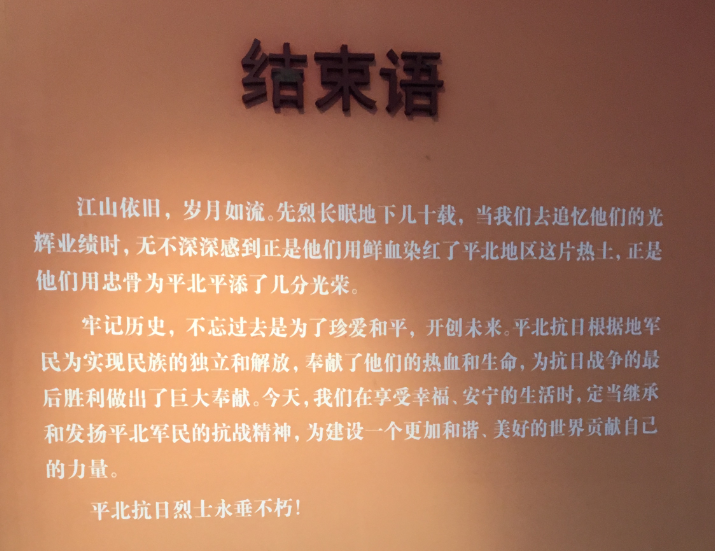 结束语
江山依旧，岁月如流。先烈长眠地下几十载，当我们去追忆他们的光
辉业绩时，无不深深感到正是他们用鲜血染红了平北地区这片热土，正是
他们用忠骨为平北平添了几分光荣。
牢记历史，不忘过去是为了珍爱和平，开创未来。平北抗日根据地军
民为实现民族的独立和解放，奉献了他们的热血和生命，为抗日战争的最
后胜利做出了巨大奉献。今天，我们在享受幸福、安宁的生活时，定当继承
和发扬平北军民的抗战精神，为建设一个更加和谐、美好的世界贡献自己
的力量。
平北抗日烈士永垂不朽！